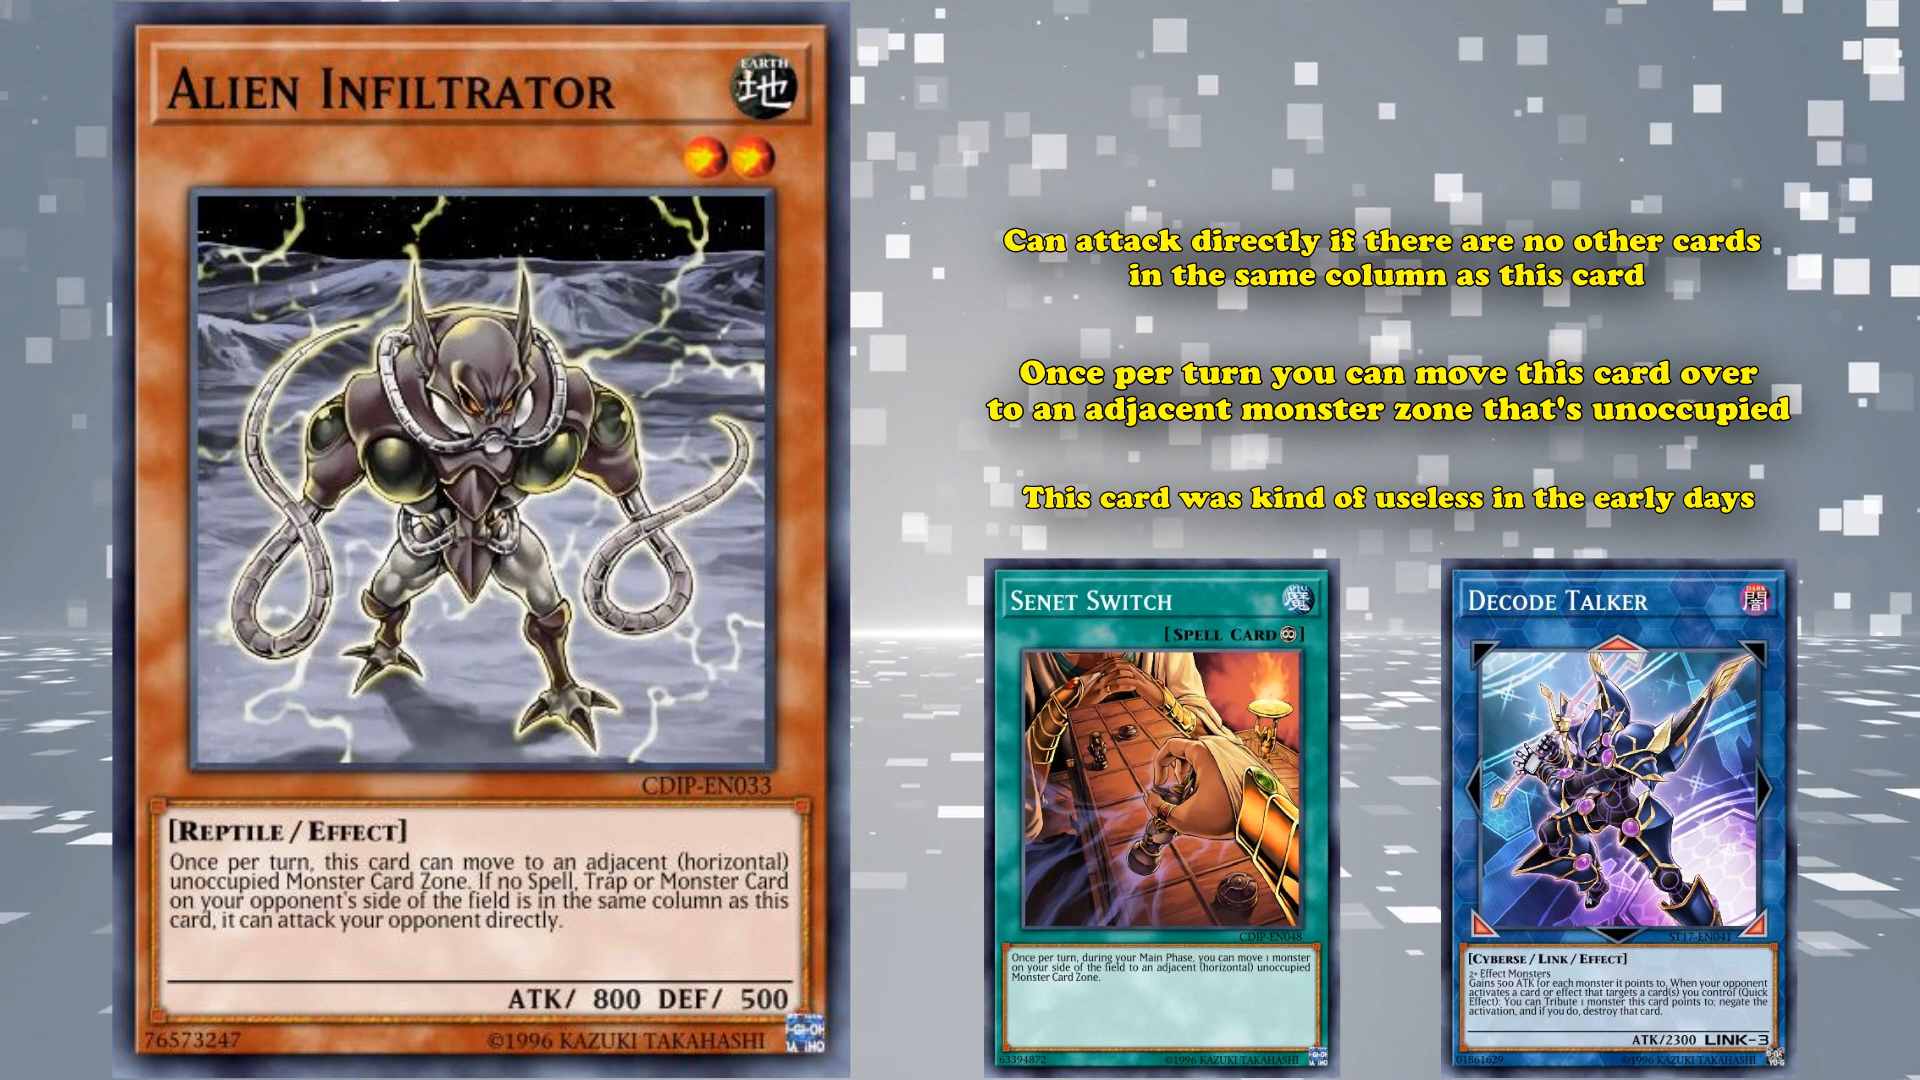 ALIEN INFILTRATOR
EARTH
地
CDIP-EN033
[REPTILE / EFFECT]
Once per turn, this card can move to an adjacent (horizontal)
unoccupied Monster Card Zone. If no Spell, Trap or Monster Card
on your opponent's side of the field is in the same column as this
card, it can attack your opponent directly.
ATK/ 800 DEF/ 500
76573247
©1996 KAZUKI TAKAHASHI
Can attack directly if there are no other cards
in the same column as this card
Once per turn you can move this card over
to an adjacent monster zone that's unoccupied
This card was kind of useless in the early days
SENET SWITCH
魔
[SPELL CARD]
CDIP-EN048
Once per turn, during your Main Phase, you can move 1 monster
on your side of the field to an adjacent (horizontal) unoccupied
Monster Card Zone.
63394872
©1996 KAZUKI TAKAHASHI
DECODE TALKER
DARK
闇
ST17-EN041
[CYBERSE / LINK / EFFECT]
2+ Effect Monsters
Gains 500 ATK for each monster it points to. When your opponent
activates a card or effect that targets a card(s) you control (Quick
Effect): You can Tribute 1 monster this card points to; negate the
activation, and if you do, destroy that card.
ATK/2300 LINK-3
01861629
©1996 KAZUKI TAKAHASHI